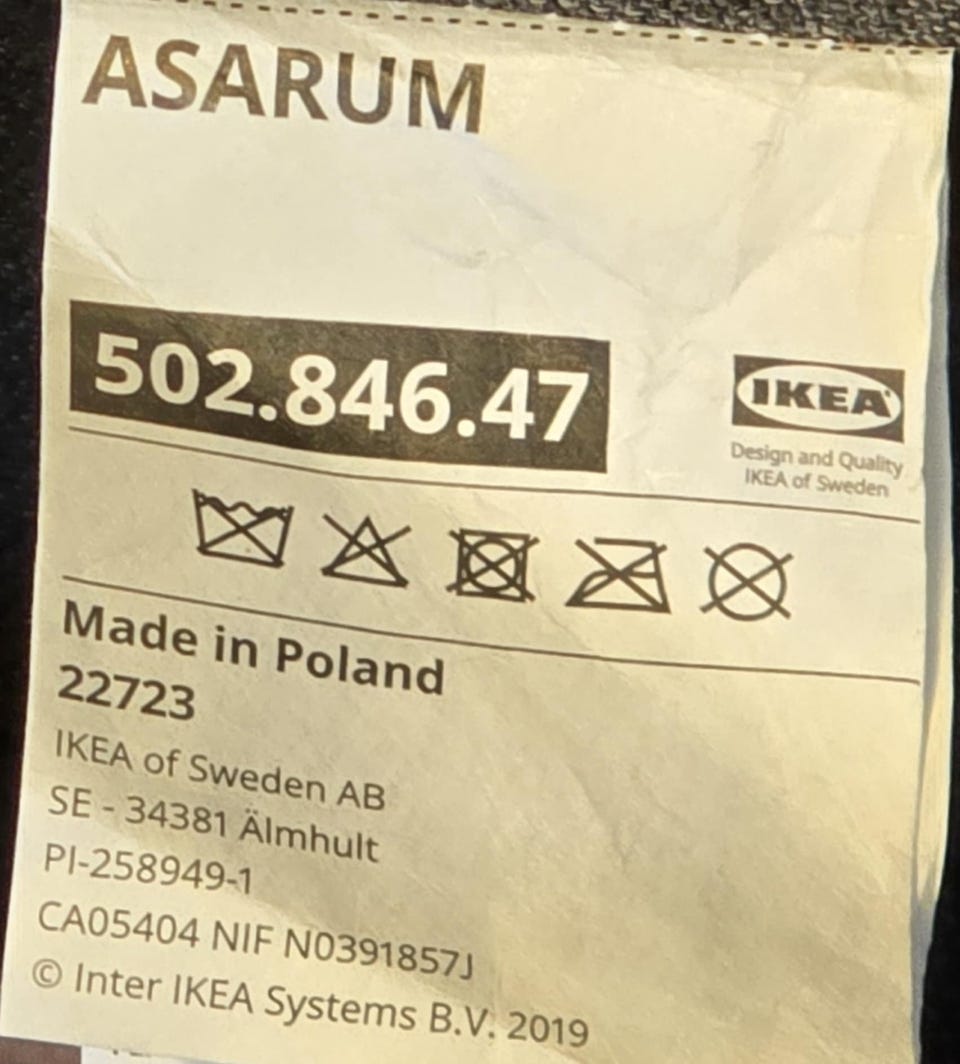 ASARUM
502.846.47
IKEA®
Design and Quality
IKEA of Sweden
Made in Poland
22723
IKEA of Sweden AB
SE - 34381 Älmhult
PI-258949-1
CA05404 NIF N0391857J
© Inter IKEA Systems B.V. 2019